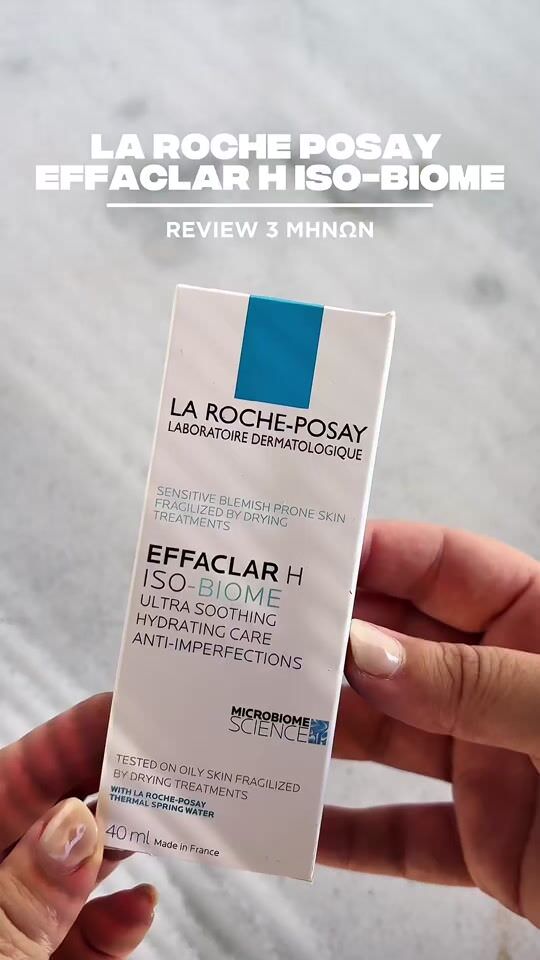 LA ROCHE POSAY
EFFACLAR H ISO-BIOME
REVIEW 3 ΜΗΝΩΝ
LA ROCHE-POSAY
LABORATOIRE DERMATOLOGIQUE
SENSITIVE BLEMISH PRONE SKIN
FRAGILIZED BY DRYING
TREATMENTS
EFFACLAR H
ISO-BIOME
ULTRA SOOTHING
HYDRATING CARE
ANTI-IMPERFECTIONS
MICROBIOME
SCIENCE
TESTED ON OILY SKIN FRAGILIZED
BY DRYING TREATMENTS
WITH LA ROCHE-POSAY
THERMAL SPRING WATER
40 ml Made in France